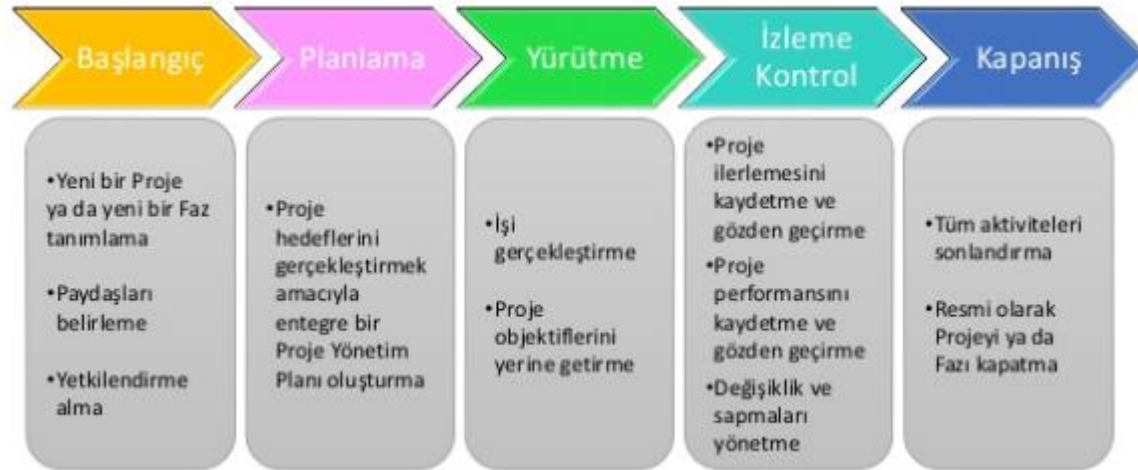 Başlangıç
Planlama
Yürütme
İzleme
Kontrol
Kapanış
•Yeni bir Proje
ya da yeni bir Faz
tanımlama
•Paydaşları
belirleme
•Yetkilendirme
alma
•Proje
hedeflerini
gerçekleştirmek
amacıyla
entegre bir
Proje Yönetim
Planı oluşturma
•İşi
gerçekleştirme
•Proje
objektiflerini
yerine getirme
•Proje
ilerlemesini
kaydetme ve
gözden geçirme
•Proje
performansını
kaydetme ve
gözden geçirme
•Değişiklik ve
sapmaları
yönetme
•Tüm aktiviteleri
sonlandırma
•Resmi olarak
Projeyi ya da
Fazı kapatma